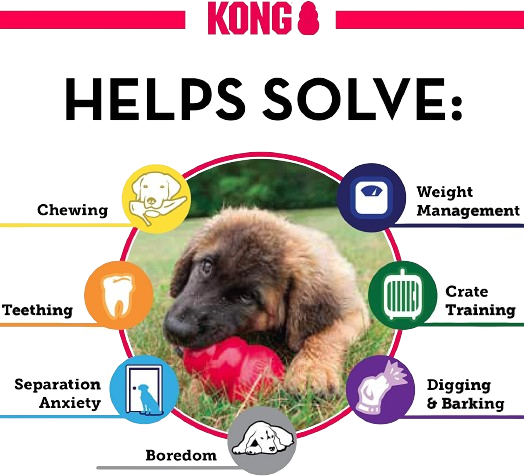 KONG
HELPS SOLVE:
Chewing
Weight
Management
Teething
Crate
Training
Separation
Anxiety
Digging
& Barking
Boredom